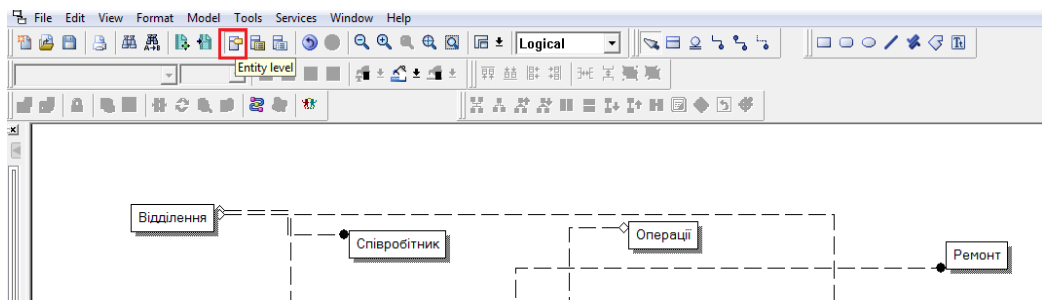 File Edit View Format Model Tools Services Window Help
Logical
Entity level
Відділення
Співробітник
Операції
Ремонт